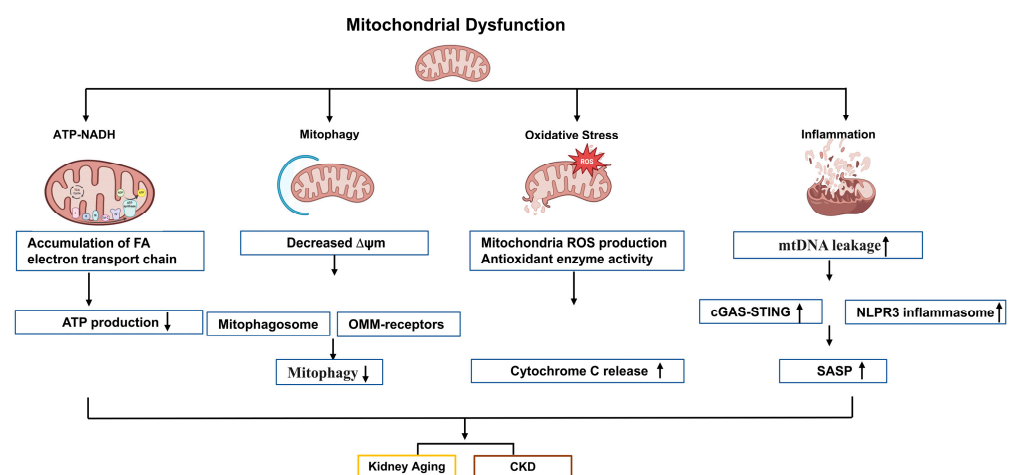 Mitochondrial Dysfunction
ATP-NADH
Mitophagy
Oxidative Stress
Inflammation
ROS
Accumulation of FA
electron transport chain
Decreased Δψm
Mitochondria ROS production
Antioxidant enzyme activity
mtDNA leakage↑
ATP production ↓
Mitophagosome
OMM-receptors
cGAS-STING ↑
NLPR3 inflammasome↑
Mitophagy ↓
Cytochrome C release ↑
SASP ↑
Kidney Aging
CKD